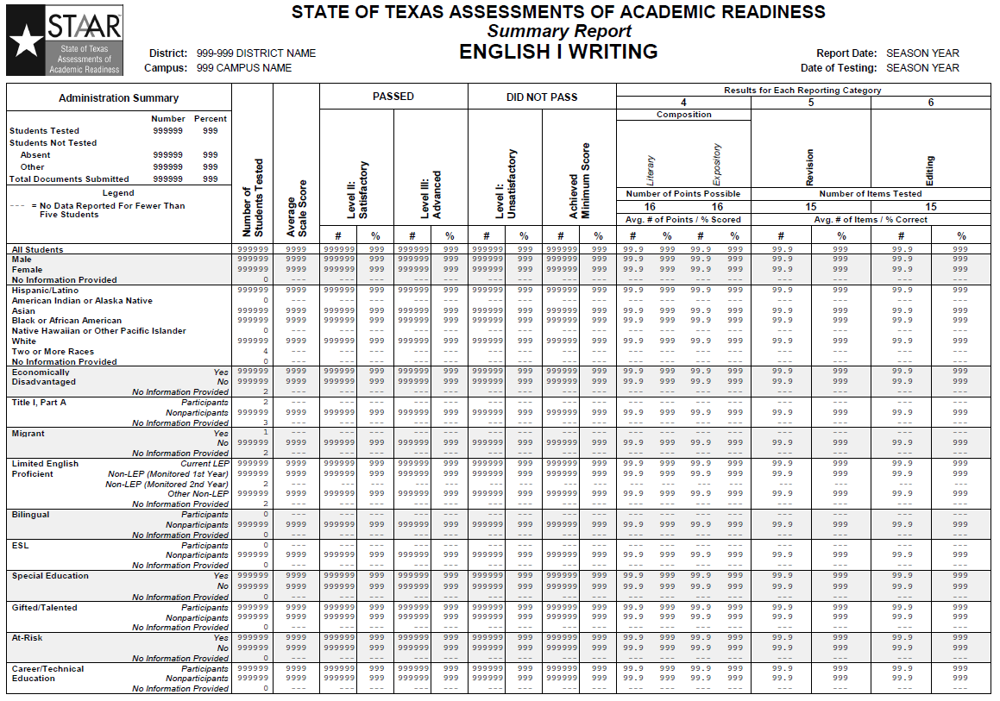 STAAR™
State of Texas
Assessments of
Academic Readiness
STATE OF TEXAS ASSESSMENTS OF ACADEMIC READINESS
Summary Report
ENGLISH I WRITING
District: 999-999 DISTRICT NAME
Campus: 999 CAMPUS NAME
Report Date: SEASON YEAR
Date of Testing: SEASON YEAR
Administration Summary
Number Percent
Students Tested 999999 999
Students Not Tested
Absent 999999 999
Other 999999 999
Total Documents Submitted 999999 999
Legend
--- = No Data Reported For Fewer Than
Five Students
Number of
Students Tested
Average
Scale Score
PASSED
Level II:
Satisfactory
Level III:
Advanced
DID NOT PASS
Level I:
Unsatisfactory
Achieved
Minimum Score
Results for Each Reporting Category
4 5 6
Composition
Literary
Expository
Revision
Editing
Number of Points Possible Number of Items Tested
16 16 15 15
Avg. # of Points / % Scored Avg. # of Items / % Correct
# % # % # % # % # % # % # % # %
All Students 999999 9999 999999 999 999999 999 999999 999 999999 999 99.9 999 99.9 999 99.9 999 99.9 999
Male 999999 9999 999999 999 999999 999 999999 999 999999 999 99.9 999 99.9 999 99.9 999 99.9 999
Female 999999 9999 999999 999 999999 999 999999 999 999999 999 99.9 999 99.9 999 99.9 999 99.9 999
No Information Provided 0 --- --- --- --- --- --- --- --- --- --- --- --- --- --- --- --- ---
Hispanic/Latino 999999 9999 999999 999 999999 999 999999 999 999999 999 99.9 999 99.9 999 99.9 999 99.9 999
American Indian or Alaska Native 0 --- --- --- --- --- --- --- --- --- --- --- --- --- --- --- --- ---
Asian 999999 9999 999999 999 999999 999 999999 999 999999 999 99.9 999 99.9 999 99.9 999 99.9 999
Black or African American 999999 9999 999999 999 999999 999 999999 999 999999 999 99.9 999 99.9 999 99.9 999 99.9 999
Native Hawaiian or Other Pacific Islander 0 --- --- --- --- --- --- --- --- --- --- --- --- --- --- --- --- ---
White 999999 9999 999999 999 999999 999 999999 999 999999 999 99.9 999 99.9 999 99.9 999 99.9 999
Two or More Races 4 --- --- --- --- --- --- --- --- --- --- --- --- --- --- --- --- ---
No Information Provided 0 --- --- --- --- --- --- --- --- --- --- --- --- --- --- --- --- ---
Economically Yes 999999 9999 999999 999 999999 999 999999 999 999999 999 99.9 999 99.9 999 99.9 999 99.9 999
Disadvantaged No 999999 9999 999999 999 999999 999 999999 999 999999 999 99.9 999 99.9 999 99.9 999 99.9 999
No Information Provided 2 --- --- --- --- --- --- --- --- --- --- --- --- --- --- --- --- ---
Title I, Part A Participants 2 --- --- --- --- --- --- --- --- --- --- --- --- --- --- --- --- ---
Nonparticipants 999999 9999 999999 999 999999 999 999999 999 999999 999 99.9 999 99.9 999 99.9 999 99.9 999
No Information Provided 3 --- --- --- --- --- --- --- --- --- --- --- --- --- --- --- --- ---
Migrant Yes 1 --- --- --- --- --- --- --- --- --- --- --- --- --- --- --- --- ---
No 999999 9999 999999 999 999999 999 999999 999 999999 999 99.9 999 99.9 999 99.9 999 99.9 999
No Information Provided 2 --- --- --- --- --- --- --- --- --- --- --- --- --- --- --- --- ---
Limited English Current LEP 999999 9999 999999 999 999999 999 999999 999 999999 999 99.9 999 99.9 999 99.9 999 99.9 999
Proficient Non-LEP (Monitored 1st Year) 999999 9999 999999 999 999999 999 999999 999 999999 999 99.9 999 99.9 999 99.9 999 99.9 999
Non-LEP (Monitored 2nd Year) 2 --- --- --- --- --- --- --- --- --- --- --- --- --- --- --- --- ---
Other Non-LEP 999999 9999 999999 999 999999 999 999999 999 999999 999 99.9 999 99.9 999 99.9 999 99.9 999
No Information Provided 2 --- --- --- --- --- --- --- --- --- --- --- --- --- --- --- --- ---
Bilingual Participants 0 --- --- --- --- --- --- --- --- --- --- --- --- --- --- --- --- ---
Nonparticipants 999999 9999 999999 999 999999 999 999999 999 999999 999 99.9 999 99.9 999 99.9 999 99.9 999
No Information Provided 0 --- --- --- --- --- --- --- --- --- --- --- --- --- --- --- --- ---
ESL Participants 0 --- --- --- --- --- --- --- --- --- --- --- --- --- --- --- --- ---
Nonparticipants 999999 9999 999999 999 999999 999 999999 999 999999 999 99.9 999 99.9 999 99.9 999 99.9 999
No Information Provided 0 --- --- --- --- --- --- --- --- --- --- --- --- --- --- --- --- ---
Special Education Yes 999999 9999 999999 999 999999 999 999999 999 999999 999 99.9 999 99.9 999 99.9 999 99.9 999
No 999999 9999 999999 999 999999 999 999999 999 999999 999 99.9 999 99.9 999 99.9 999 99.9 999
No Information Provided 0 --- --- --- --- --- --- --- --- --- --- --- --- --- --- --- --- ---
Gifted/Talented Participants 999999 9999 999999 999 999999 999 999999 999 999999 999 99.9 999 99.9 999 99.9 999 99.9 999
Nonparticipants 999999 9999 999999 999 999999 999 999999 999 999999 999 99.9 999 99.9 999 99.9 999 99.9 999
No Information Provided 0 --- --- --- --- --- --- --- --- --- --- --- --- --- --- --- --- ---
At-Risk Yes 999999 9999 999999 999 999999 999 999999 999 999999 999 99.9 999 99.9 999 99.9 999 99.9 999
No 999999 9999 999999 999 999999 999 999999 999 999999 999 99.9 999 99.9 999 99.9 999 99.9 999
No Information Provided 0 --- --- --- --- --- --- --- --- --- --- --- --- --- --- --- --- ---
Career/Technical Participants 999999 9999 999999 999 999999 999 999999 999 999999 999 99.9 999 99.9 999 99.9 999 99.9 999
Education Nonparticipants 999999 9999 999999 999 999999 999 999999 999 999999 999 99.9 999 99.9 999 99.9 999 99.9 999
No Information Provided 0 --- --- --- --- --- --- --- --- --- --- --- --- --- --- --- --- ---